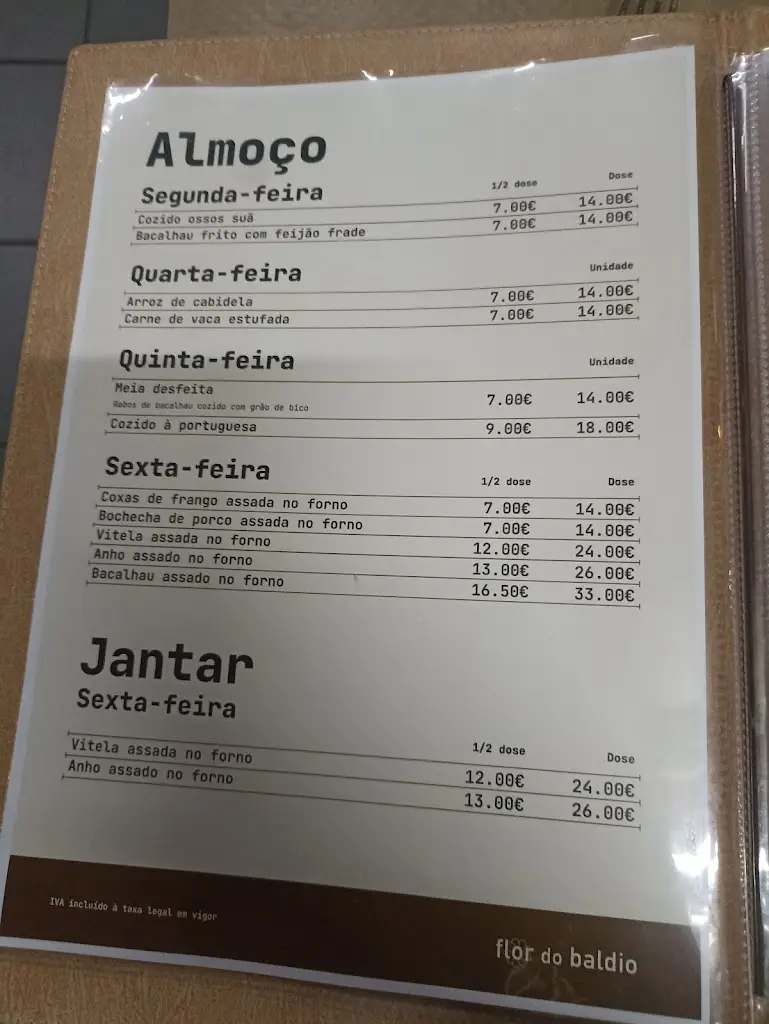 Almoço
Segunda-feira 1/2 dose Dose
Cozido ossos suã 7.00€ 14.00€
Bacalhau frito com feijão frade 7.00€ 14.00€
Quarta-feira Unidade
Arroz de cabidela 7.00€ 14.00€
Carne de vaca estufada 7.00€ 14.00€
Quinta-feira Unidade
Meia desfeita 7.00€ 14.00€
Rabos de bacalhau cozido com grão de bico
Cozido à portuguesa 9.00€ 18.00€
Sexta-feira 1/2 dose Dose
Coxas de frango assada no forno 7.00€ 14.00€
Bochecha de porco assada no forno 7.00€ 14.00€
Vitela assada no forno 12.00€ 24.00€
Anho assado no forno 13.00€ 26.00€
Bacalhau assado no forno 16.50€ 33.00€
Jantar
Sexta-feira
1/2 dose Dose
Vitela assada no forno 12.00€ 24.00€
Anho assado no forno 13.00€ 26.00€
IVA incluído à taxa legal em vigor
flor do baldio